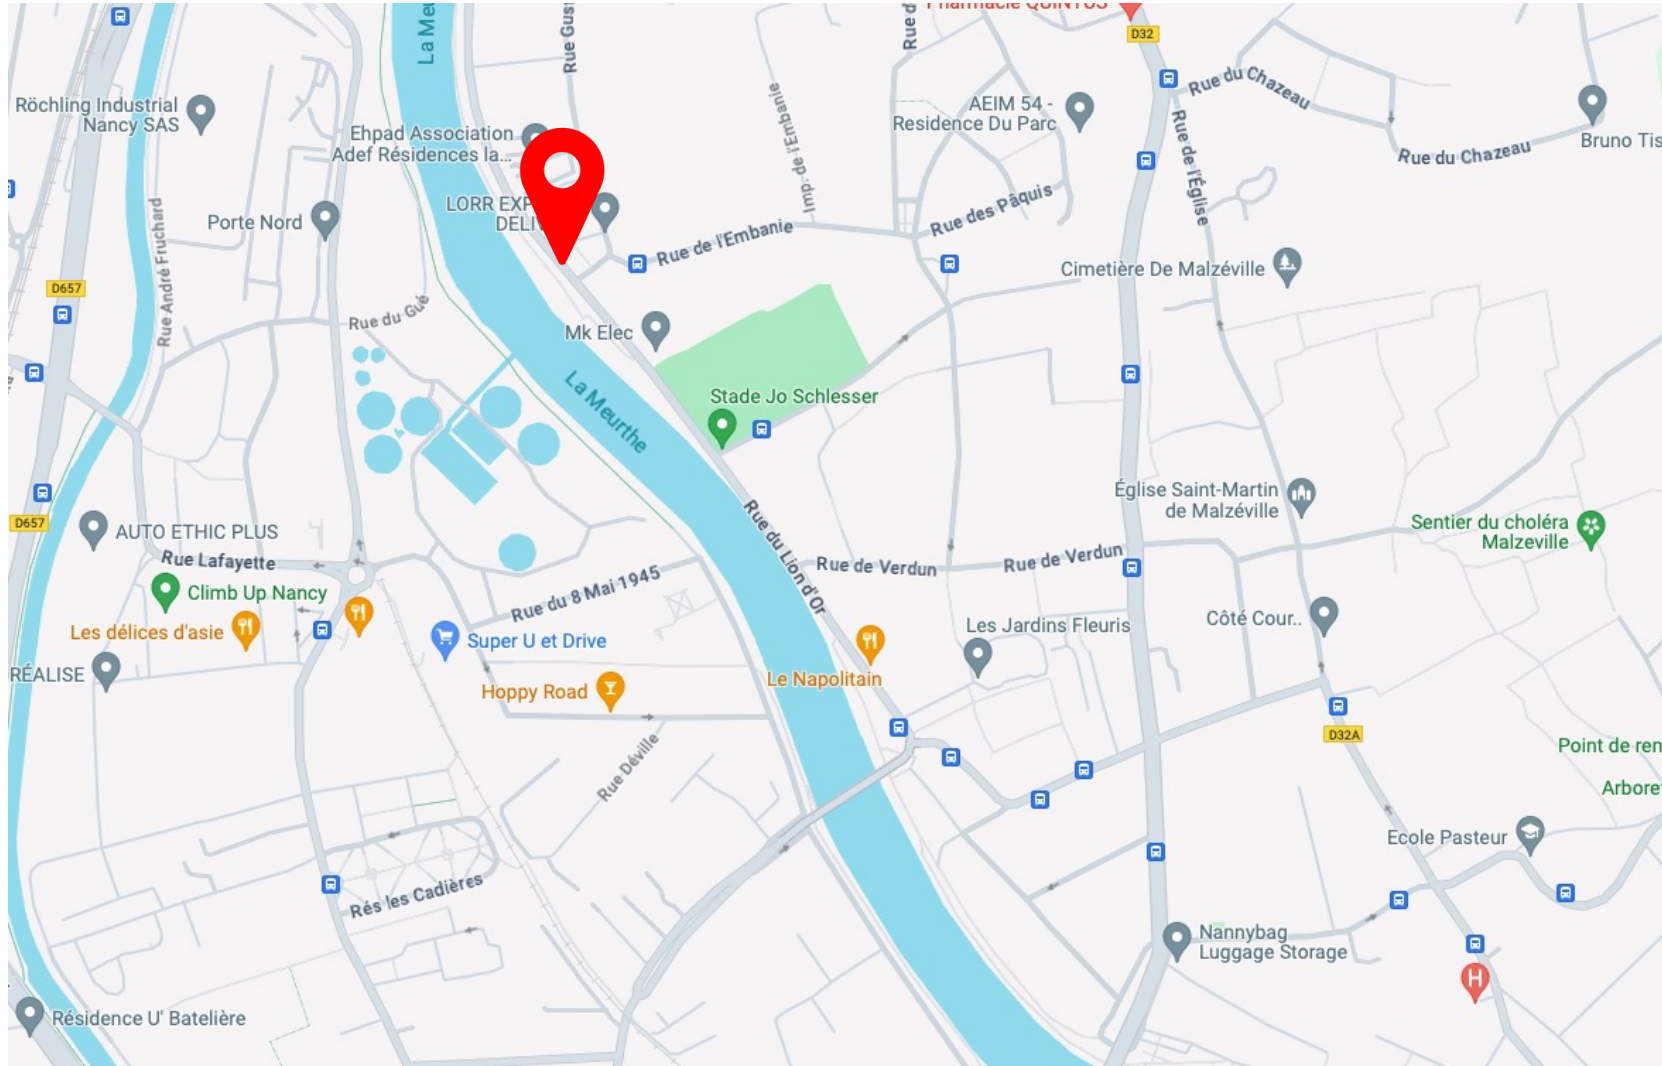 La Me
Rue Gus
Rue d
Pharmacie QUINTUS
D32
Rue du Chazeau
Röchling Industrial
Nancy SAS
Ehpad Association
Adef Résidences la...
Imp. de l'Embanie
AEIM 54 -
Residence Du Parc
Rue de l'Église
Rue du Chazeau
Bruno Tis
Porte Nord
LORR EXP
DELIV
Rue de l'Embanie
Rue des Pâquis
Rue André Fruchard
Cimetière De Malzéville
D657
Rue du Gué
Mk Elec
La Meurthe
Stade Jo Schlesser
D657
AUTO ETHIC PLUS
Rue Lafayette
Climb Up Nancy
Les délices d'asie
RÉALISE
Rue du 8 Mai 1945
Super U et Drive
Hoppy Road
Rue Déville
Rue du Lion d'Or
Rue de Verdun
Rue de Verdun
Église Saint-Martin
de Malzéville
Sentier du choléra
Malzeville
Le Napolitain
Les Jardins Fleuris
Côté Cour..
D32A
Point de ren
Arbore
Ecole Pasteur
H
Rés les Cadières
Nannybag
Luggage Storage
Résidence U' Batelière